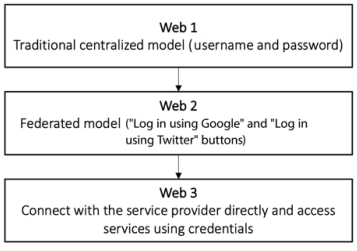 Web 1
Traditional centralized model (username and password)
Web 2
Federated model ("Log in using Google" and "Log in
using Twitter" buttons)
Web 3
Connect with the service provider directly and access
services using credentials